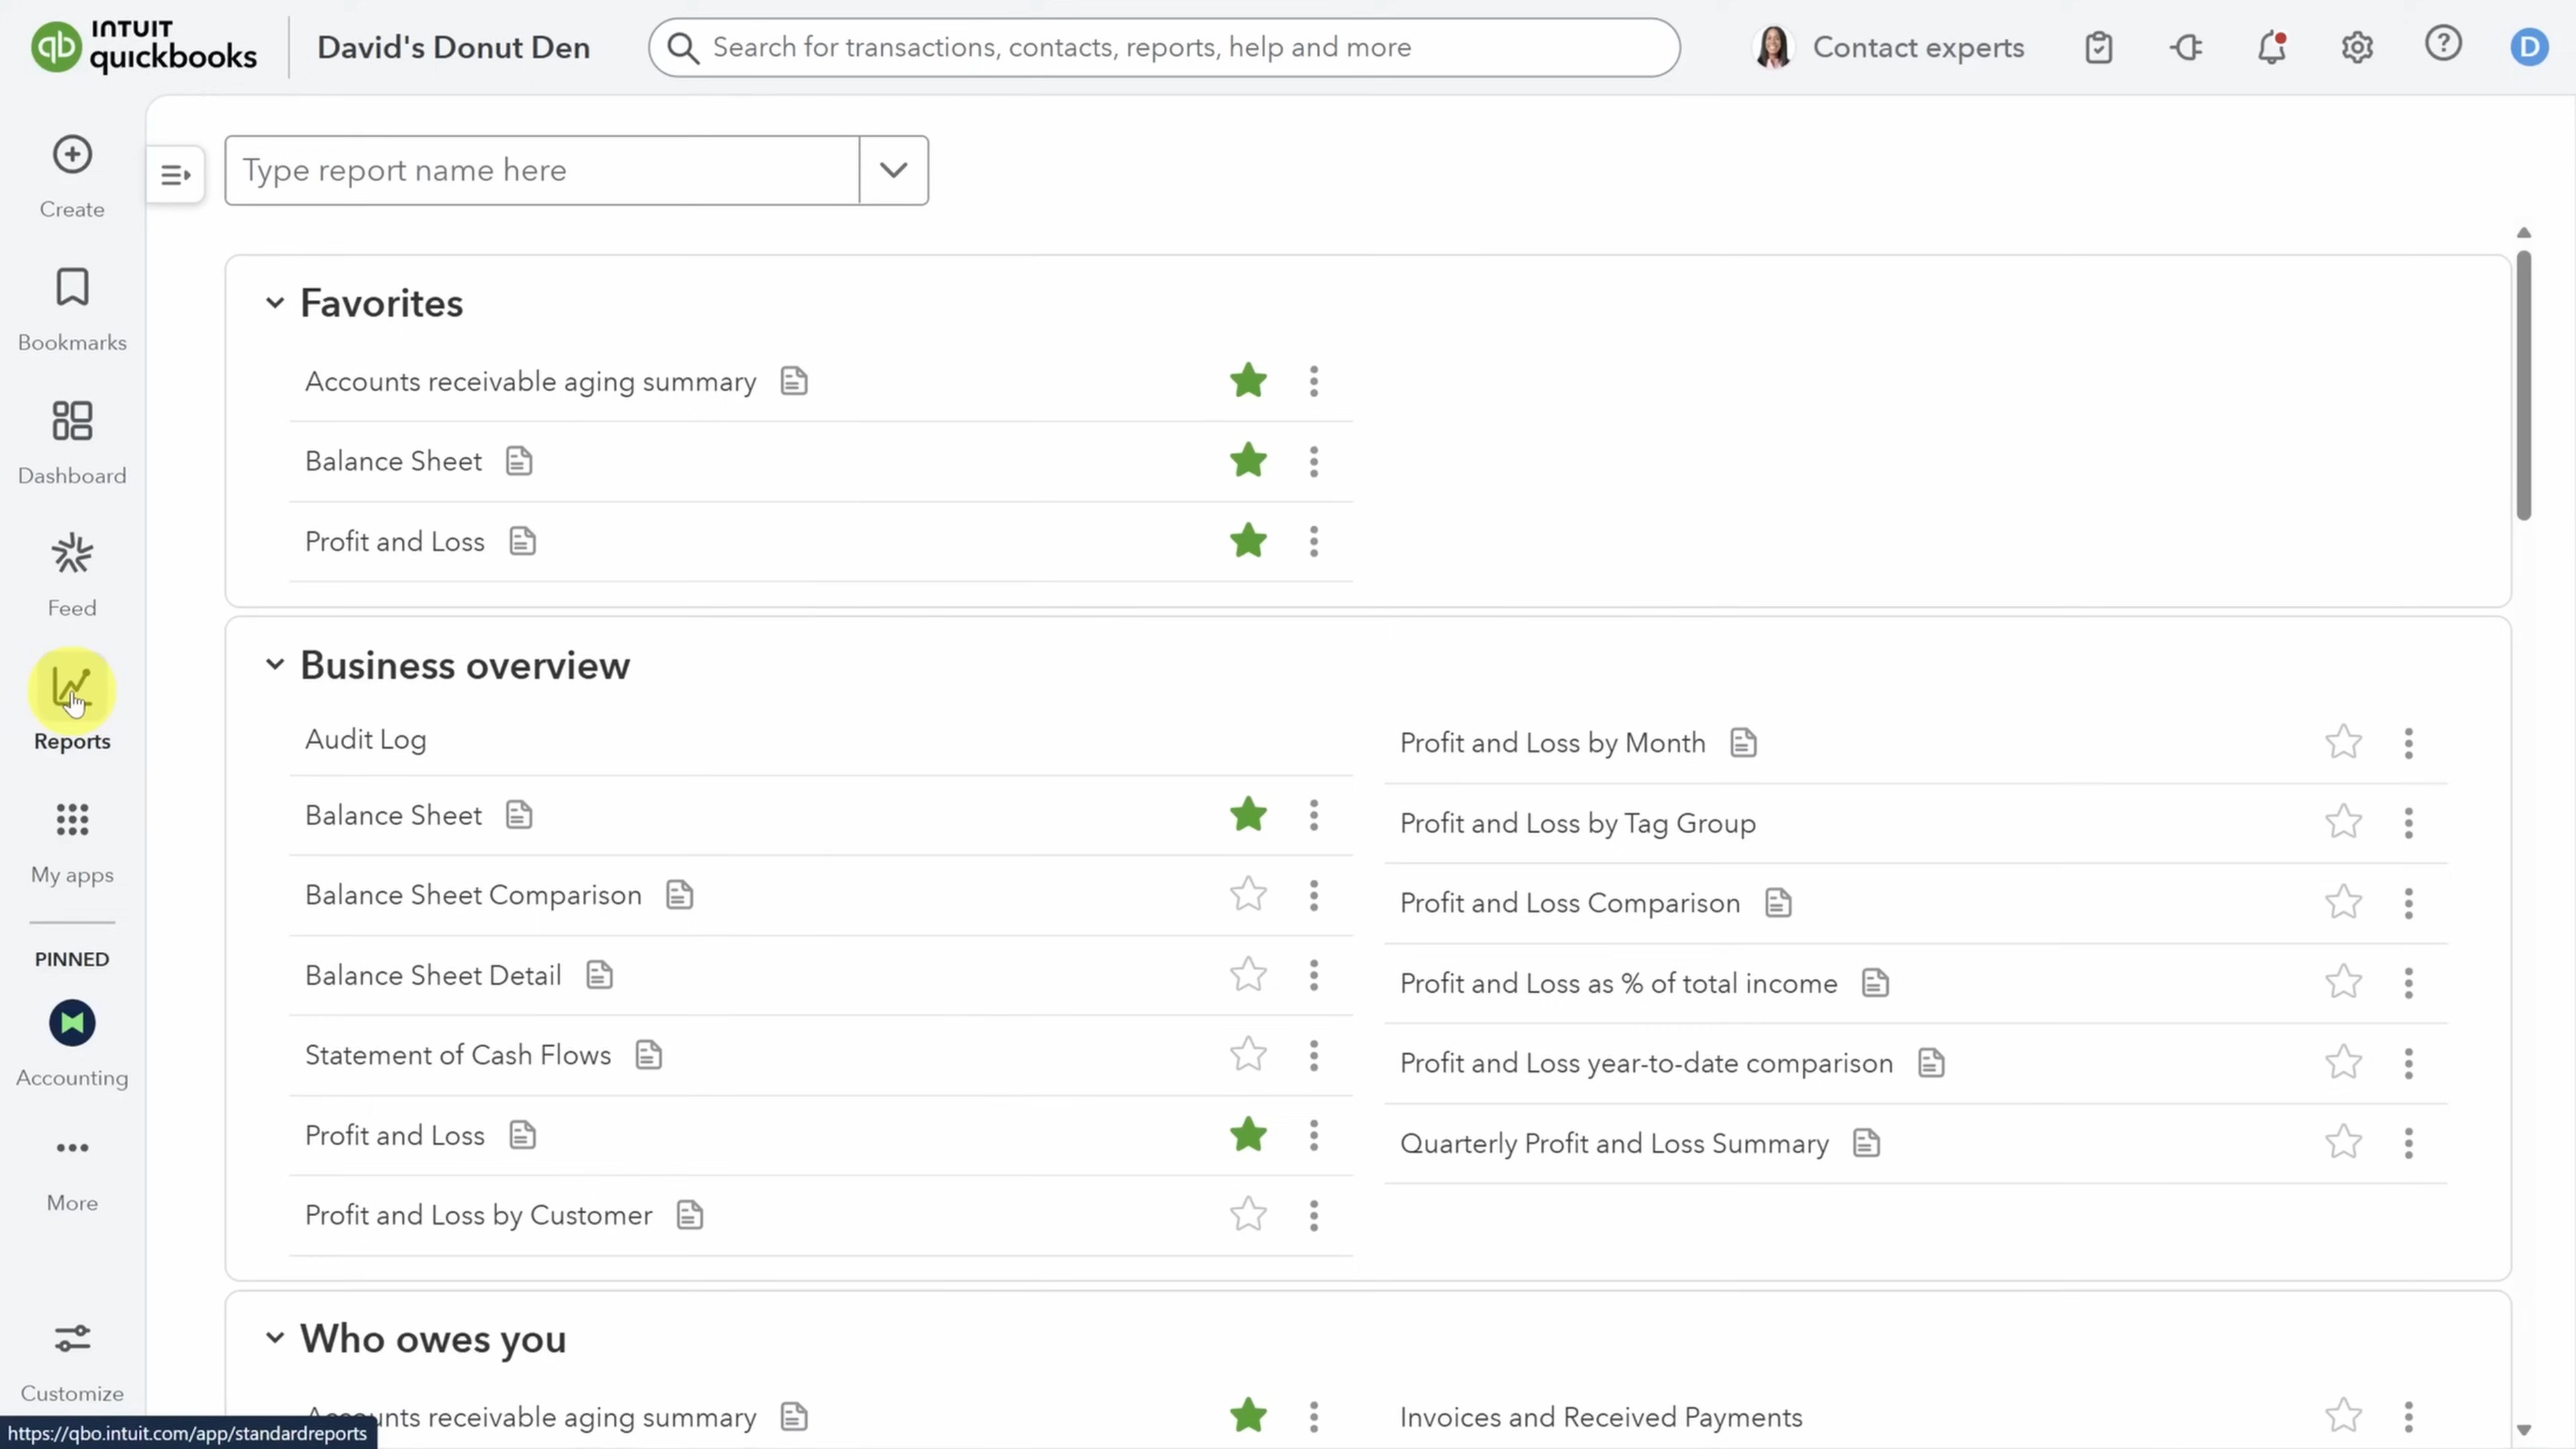 INTUIT
quickbooks
David's Donut Den
Search for transactions, contacts, reports, help and more
Contact experts
D
Create
Bookmarks
Dashboard
Feed
Reports
My apps
PINNED
Accounting
More
Customize
Type report name here
Favorites
Accounts receivable aging summary
Balance Sheet
Profit and Loss
Business overview
Audit Log
Balance Sheet
Balance Sheet Comparison
Balance Sheet Detail
Statement of Cash Flows
Profit and Loss
Profit and Loss by Customer
Profit and Loss by Month
Profit and Loss by Tag Group
Profit and Loss Comparison
Profit and Loss as % of total income
Profit and Loss year-to-date comparison
Quarterly Profit and Loss Summary
Who owes you
Accounts receivable aging summary
Invoices and Received Payments
https://qbo.intuit.com/app/standardreports